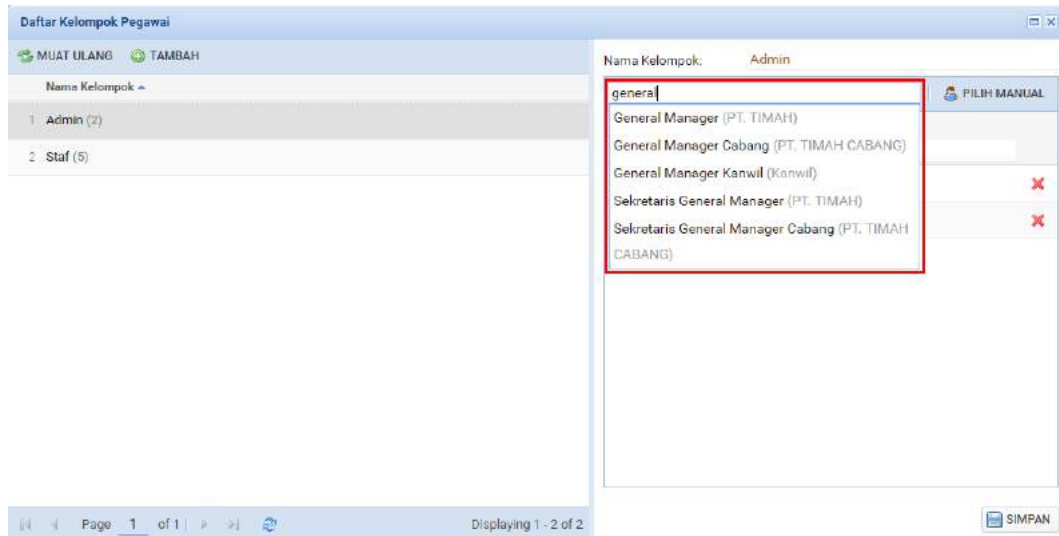 Daftar Kelompok Pegawai
MUAT ULANG TAMBAH
Nama Kelompok
1 Admin (2)
2 Staf (5)
Page 1 of 1
Displaying 1 - 2 of 2
Nama Kelompok: Admin
general
PILIH MANUAL
General Manager (PT. TIMAH)
General Manager Cabang (PT. TIMAH CABANG)
General Manager Kanwil (Kanwil)
Sekretaris General Manager (PT. TIMAH)
Sekretaris General Manager Cabang (PT. TIMAH
CABANG)
SIMPAN